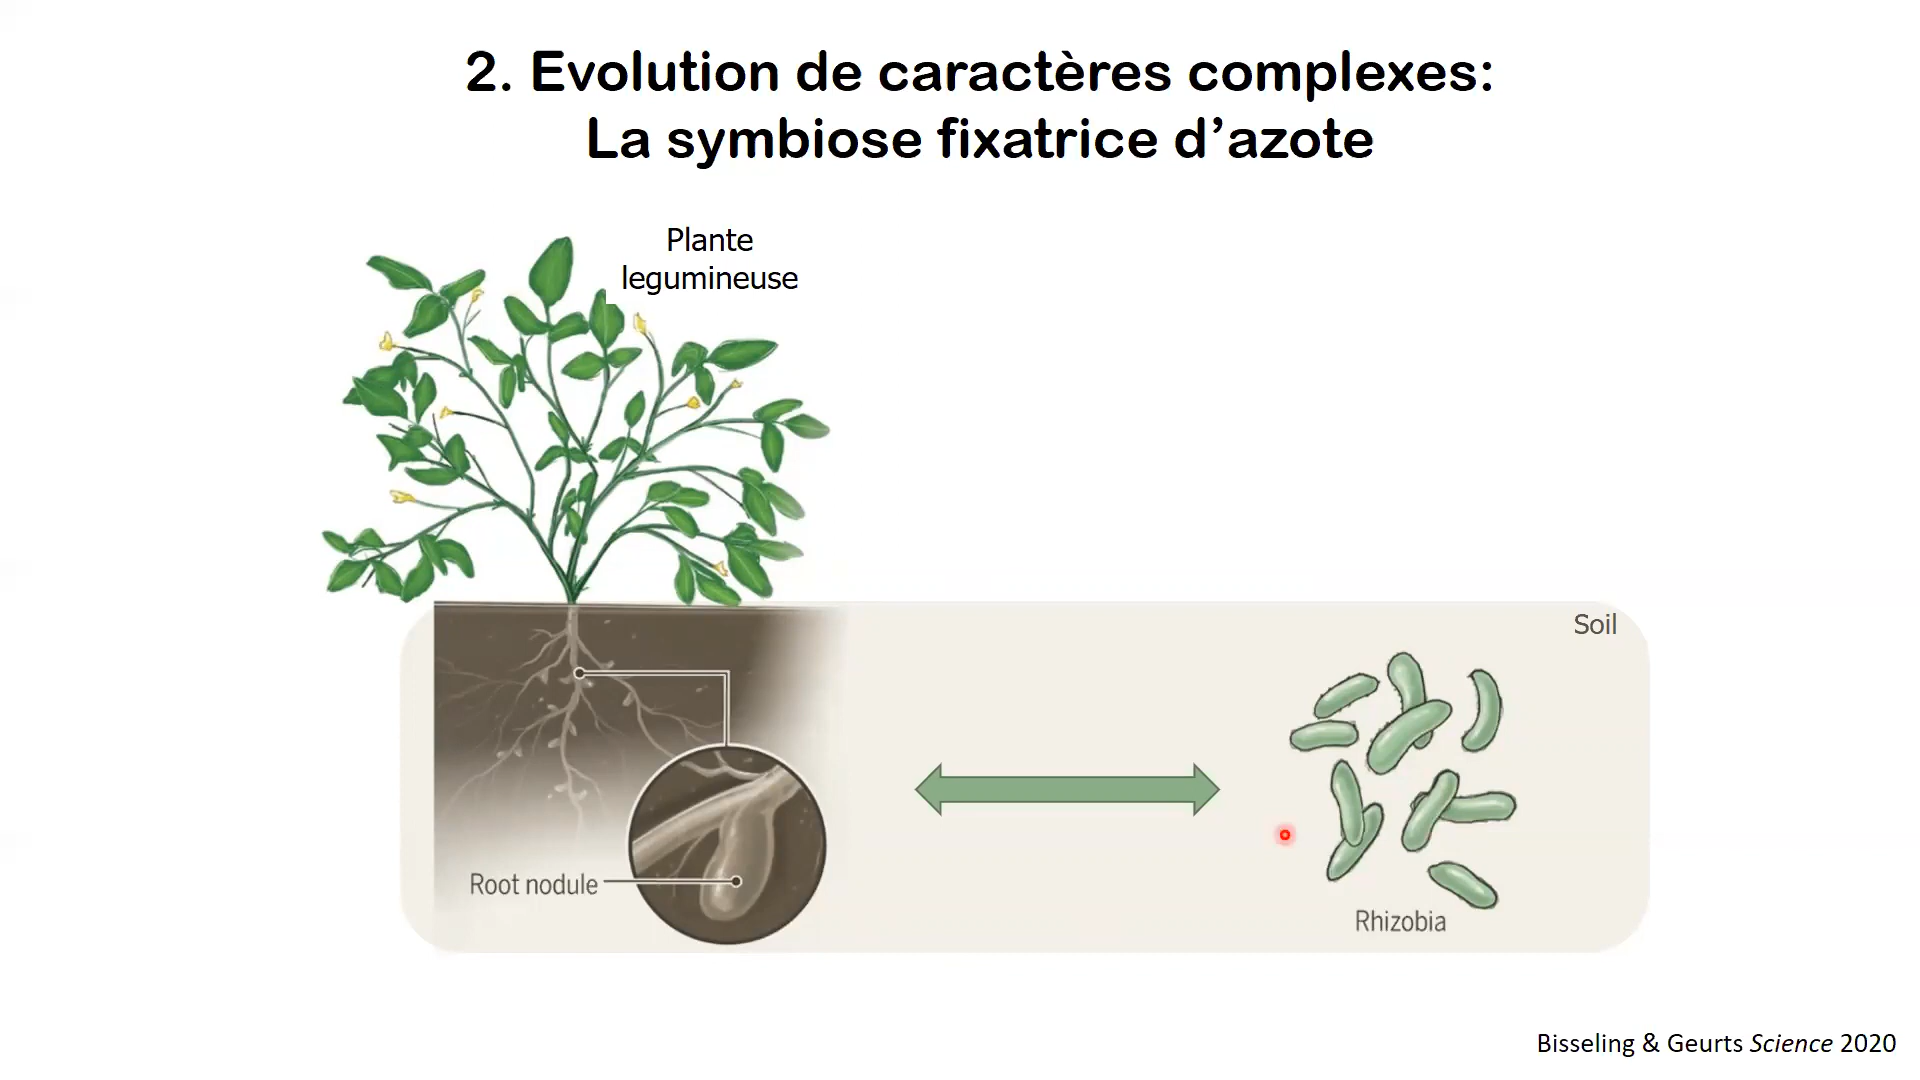 2. Evolution de caractères complexes:
La symbiose fixatrice d’azote
Plante
legumineuse
Soil
Root nodule
Rhizobia
Bisseling & Geurts Science 2020